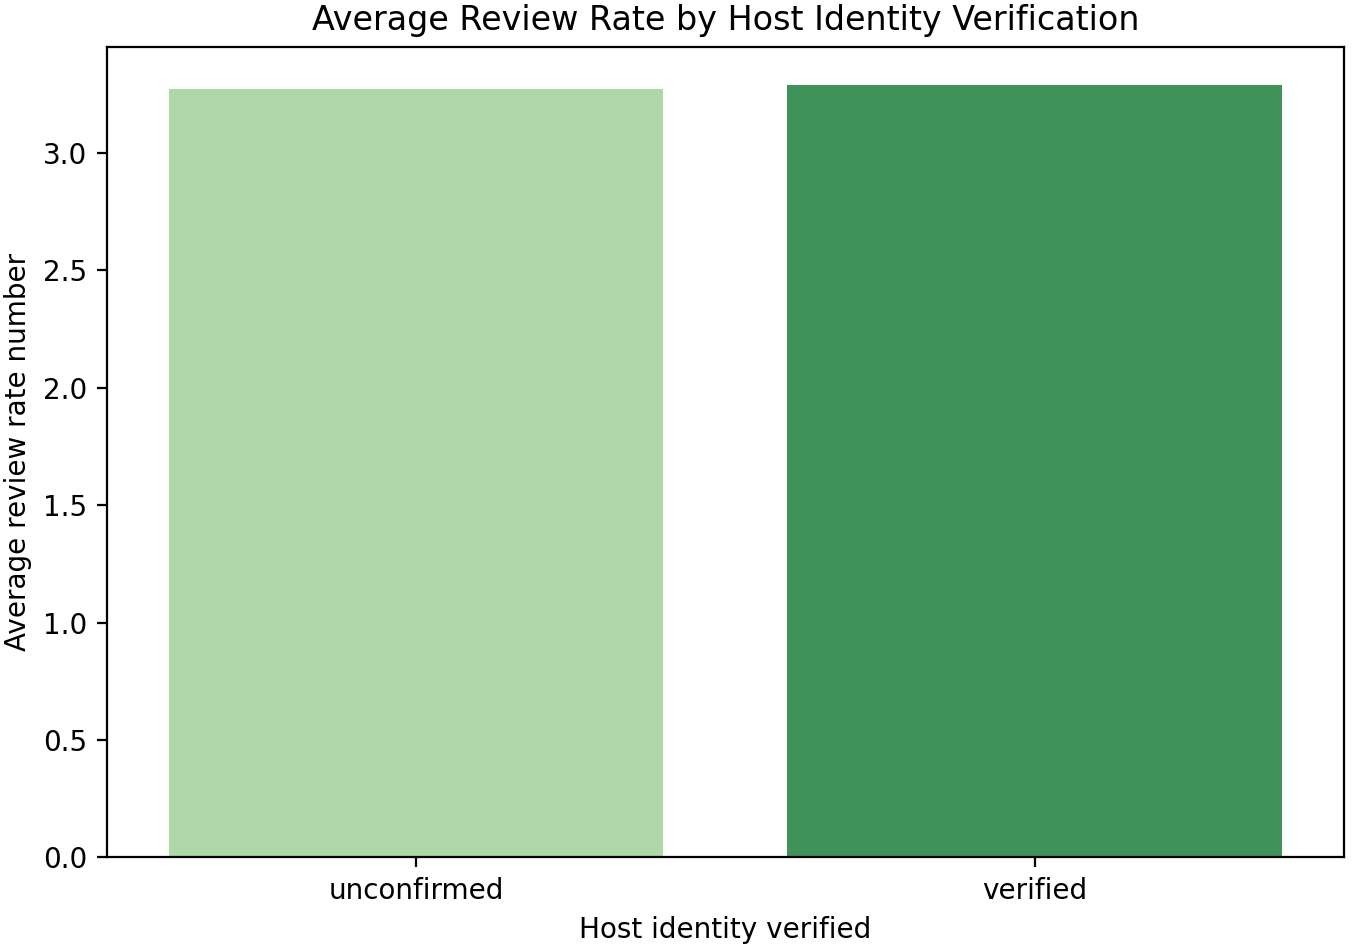 Average Review Rate by Host Identity Verification
3.0
2.5
2.0
1.5
1.0
0.5
0.0
Average review rate number
unconfirmed
verified
Host identity verified